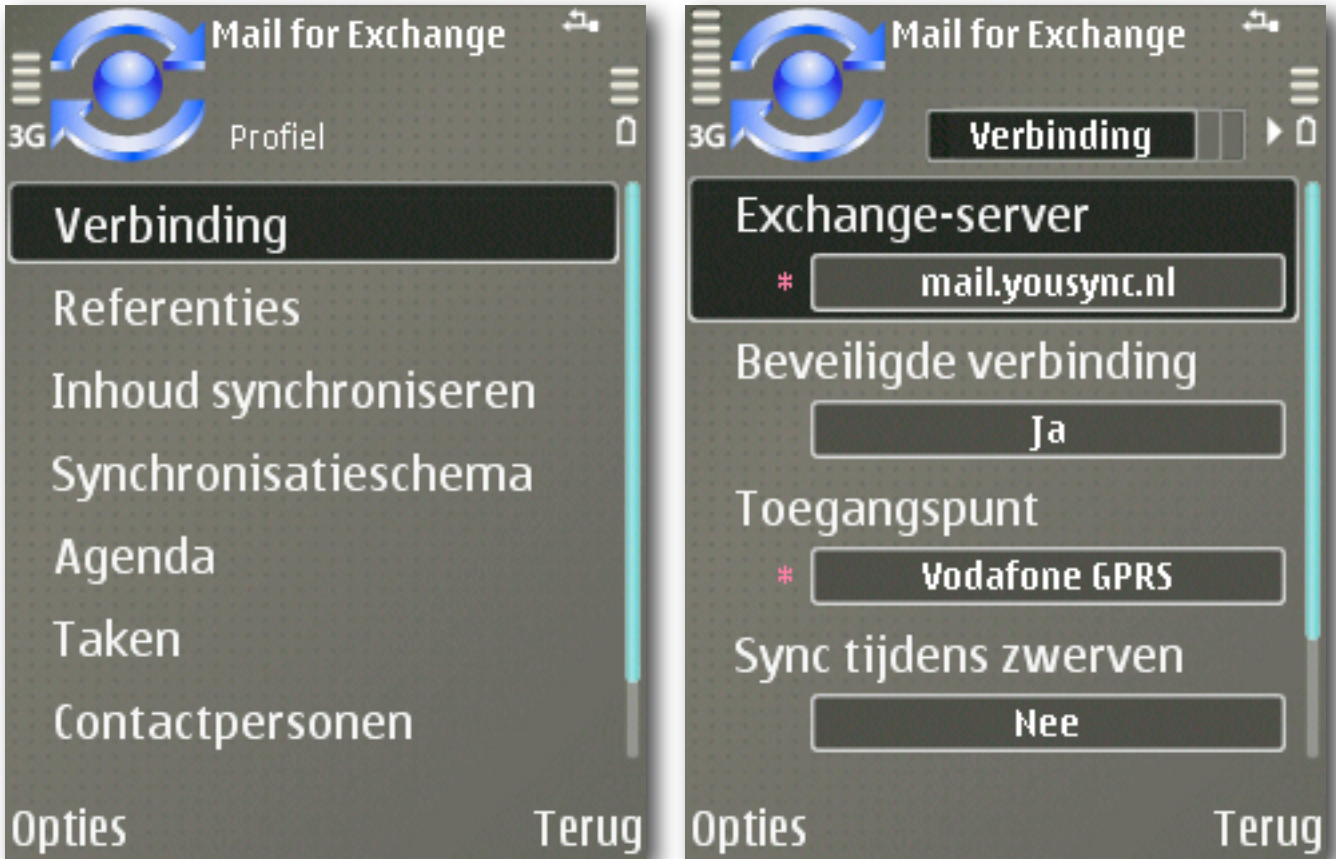 Mail for Exchange
3G
Profiel
Verbinding
Referenties
Inhoud synchroniseren
Synchronisatieschema
Agenda
Taken
Contactpersonen
Opties
Terug
Mail for Exchange
3G
Verbinding
Exchange-server
* mail.yousync.nl
Beveiligde verbinding
Ja
Toegangspunt
* Vodafone GPRS
Sync tijdens zwerven
Nee
Opties
Terug